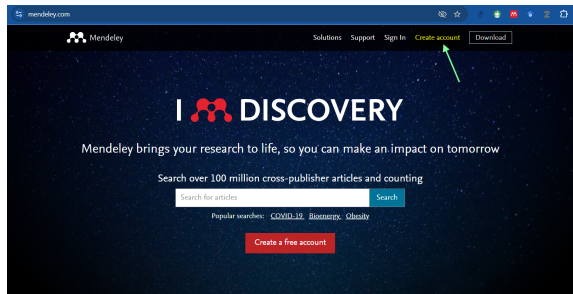 mendeley.com
Mendeley
Solutions Support Sign In Create account Download
I DISCOVERY
Mendeley brings your research to life, so you can make an impact on tomorrow
Search over 100 million cross-publisher articles and counting
Search for articles Search
Popular searches: COVID-19 Bioenergy Obesity
Create a free account